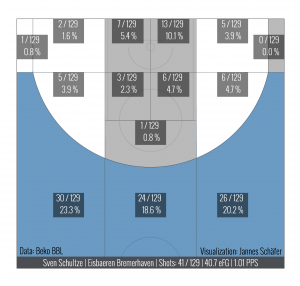 2 / 129
1.6 %
7 / 129
5.4 %
13 / 129
10.1 %
5 / 129
3.9 %
1 / 129
0.8 %
0 / 129
0.0 %
5 / 129
3.9 %
3 / 129
2.3 %
6 / 129
4.7 %
6 / 129
4.7 %
1 / 129
0.8 %
30 / 129
23.3 %
24 / 129
18.6 %
26 / 129
20.2 %
Data: Beko BBL
Visualization: Jannes Schäfer
Sven Schultze | Eisbaeren Bremerhaven | Shots: 41 / 129 | 40.7 eFG | 1.01 PPS